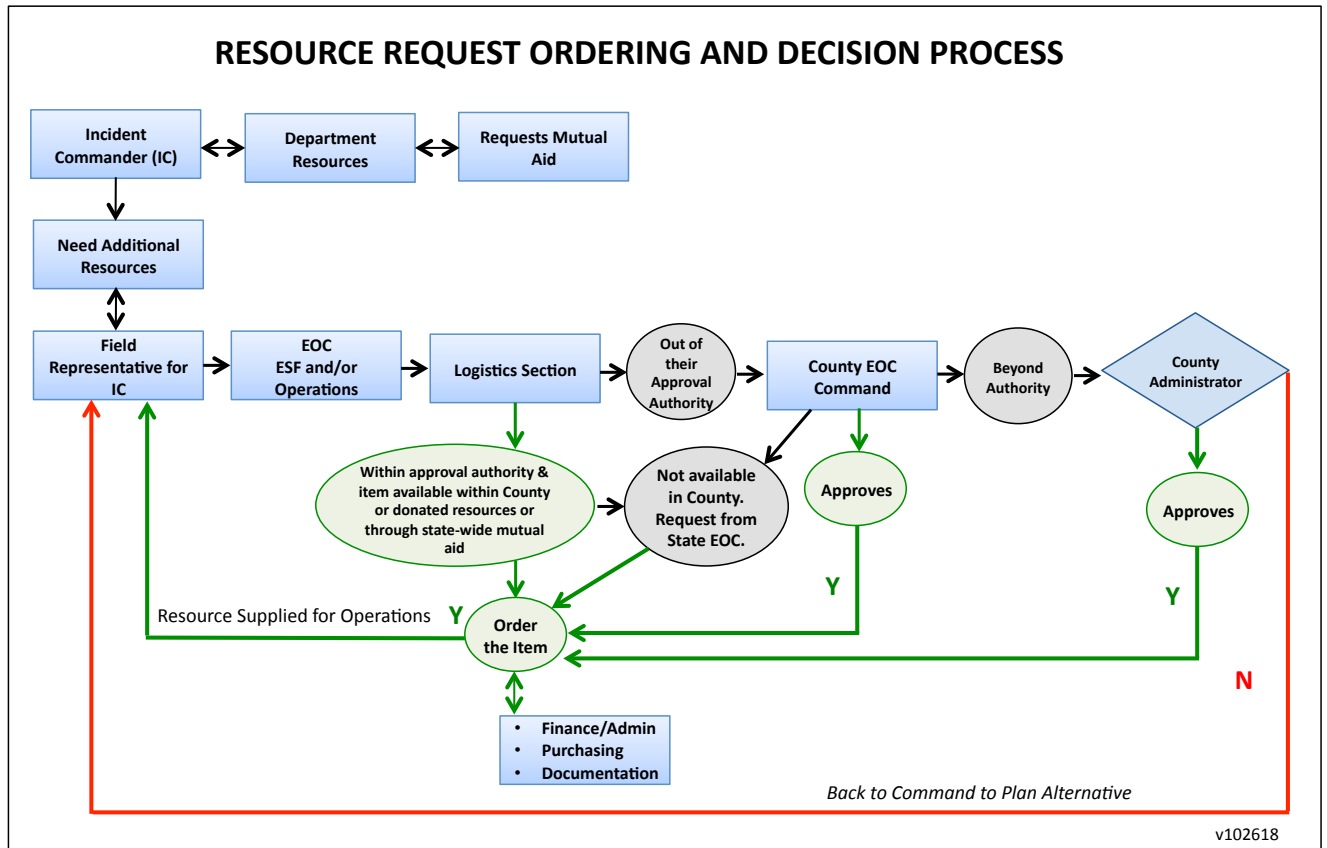 RESOURCE REQUEST ORDERING AND DECISION PROCESS
Incident
Commander (IC)
Department
Resources
Requests Mutual
Aid
Need Additional
Resources
Field
Representative for
IC
EOC
ESF and/or
Operations
Logistics Section
Out of
their
Approval
Authority
County EOC
Command
Beyond
Authority
County
Administrator
Within approval authority &
item available within County
or donated resources or
through state-wide mutual
aid
Not available
in County.
Request from
State EOC.
Approves
Approves
Y
Y
Resource Supplied for Operations
Y
Order
the Item
N
• Finance/Admin
• Purchasing
• Documentation
Back to Command to Plan Alternative
v102618